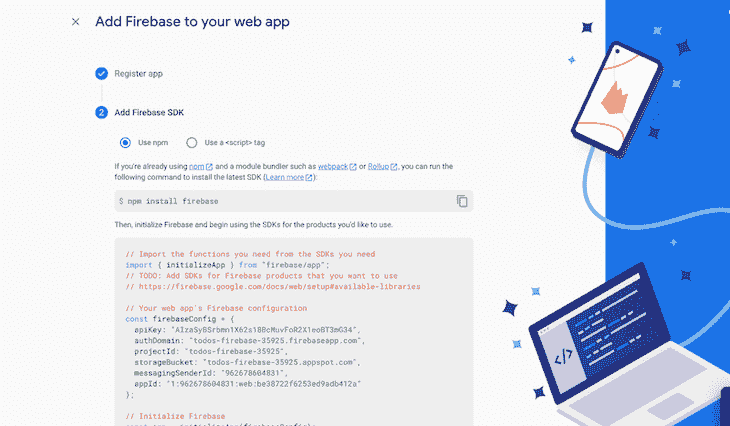 Add Firebase to your web app
Register app
2 Add Firebase SDK
Use npm Use a <script> tag
If you're already using npm and a module bundler such as webpack or Rollup, you can run the
following command to install the latest SDK (Learn more):
$ npm install firebase
Then, initialize Firebase and begin using the SDKs for the products you'd like to use.
// Import the functions you need from the SDKs you need
import { initializeApp } from "firebase/app";
// TODO: Add SDKs for Firebase products that you want to use
// https://firebase.google.com/docs/web/setup#available-libraries
// Your web app's Firebase configuration
const firebaseConfig = {
apiKey:
authDomain: "todos-firebase-35925.firebaseapp.com",
projectId: "todos-firebase-35925",
storageBucket: "todos-firebase-35925.appspot.com",
messagingSenderId: "962678604831",
appId: "1:962678604831:web:be38722f6253ed9adb412a"
};
// Initialize Firebase